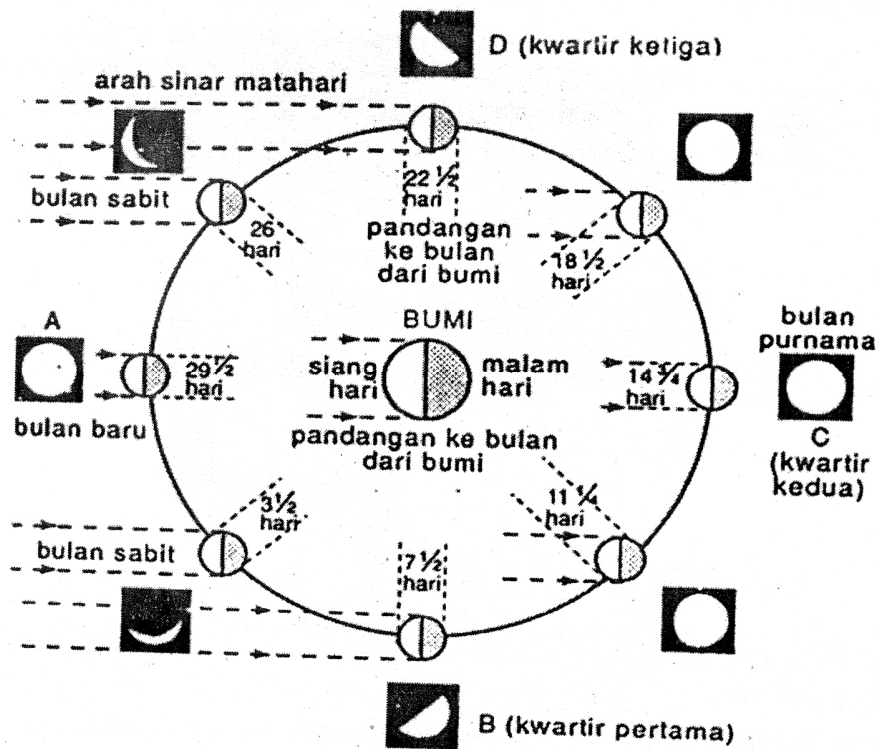 D (kwartir ketiga)
arah sinar matahari
bulan sabit
22 ½
hari
26
hari
pandangan
ke bulan
dari bumi
18 ½
hari
A
BUMI
bulan
purnama
29 ½
hari
siang
hari
malam
hari
14 ¾
hari
bulan baru
pandangan ke bulan
dari bumi
C
(kwartir
kedua)
3 ½
hari
11 ¼
hari
bulan sabit
7 ½
hari
B (kwartir pertama)